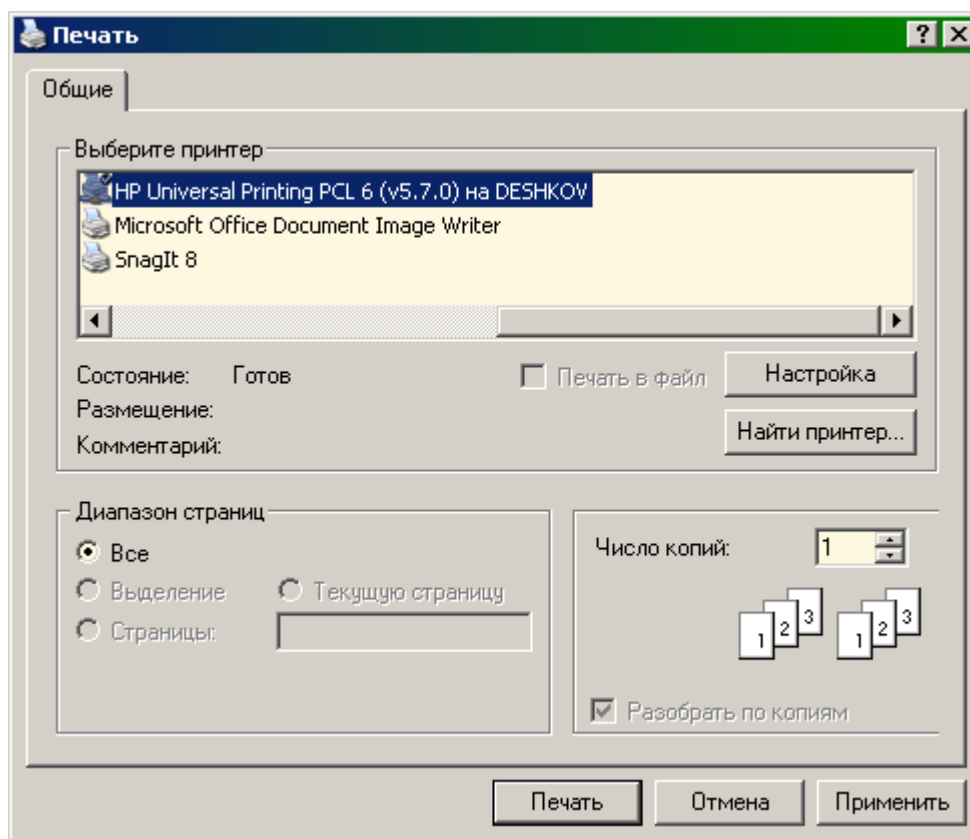 Печать
Общие
Выберите принтер
HP Universal Printing PCL 6 (v5.7.0) на DESHKOV
Microsoft Office Document Image Writer
SnagIt 8
Состояние: Готов
Печать в файл
Настройка
Размещение:
Найти принтер...
Комментарий:
Диапазон страниц
Все
Выделение
Текущую страницу
Страницы:
Число копий: 1
1 2 3 1 2 3
Разобрать по копиям
Печать
Отмена
Применить